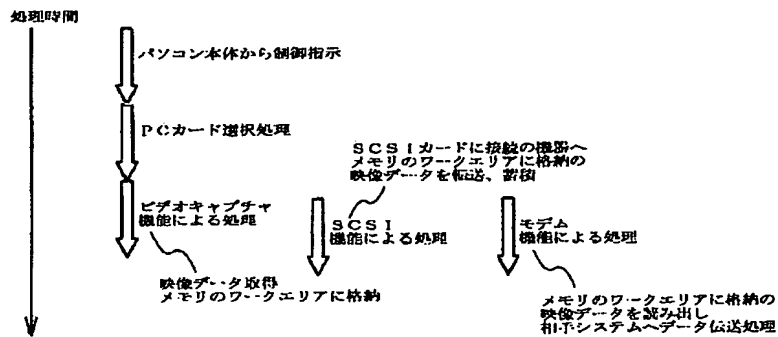 処理時間
パソコン本体から制御指示
PCカード選択処理
SCSIカードに接続の機器へ
メモリのワークエリアに格納の
映像データを転送、蓄積
ビデオキャプチャ
機能による処理
SCSI
機能による処理
モデム
機能による処理
映像データ取得
メモリのワークエリアに格納
メモリのワークエリアに格納の
映像データを読み出し
相手システムへデータ伝送処理